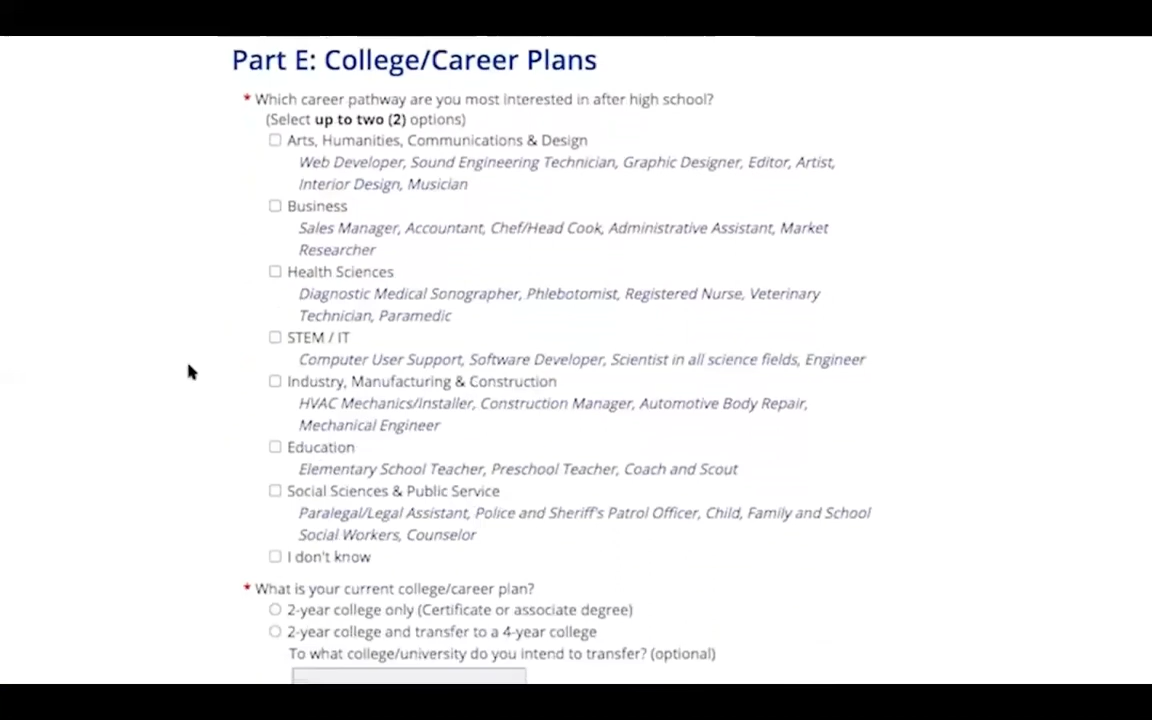 Part E: College/Career Plans
* Which career pathway are you most interested in after high school?
(Select up to two (2) options)
Arts, Humanities, Communications & Design
Web Developer, Sound Engineering Technician, Graphic Designer, Editor, Artist,
Interior Design, Musician
Business
Sales Manager, Accountant, Chef/Head Cook, Administrative Assistant, Market
Researcher
Health Sciences
Diagnostic Medical Sonographer, Phlebotomist, Registered Nurse, Veterinary
Technician, Paramedic
STEM / IT
Computer User Support, Software Developer, Scientist in all science fields, Engineer
Industry, Manufacturing & Construction
HVAC Mechanics/Installer, Construction Manager, Automotive Body Repair,
Mechanical Engineer
Education
Elementary School Teacher, Preschool Teacher, Coach and Scout
Social Sciences & Public Service
Paralegal/Legal Assistant, Police and Sheriff's Patrol Officer, Child, Family and School
Social Workers, Counselor
I don't know
* What is your current college/career plan?
2-year college only (Certificate or associate degree)
2-year college and transfer to a 4-year college
To what college/university do you intend to transfer? (optional)